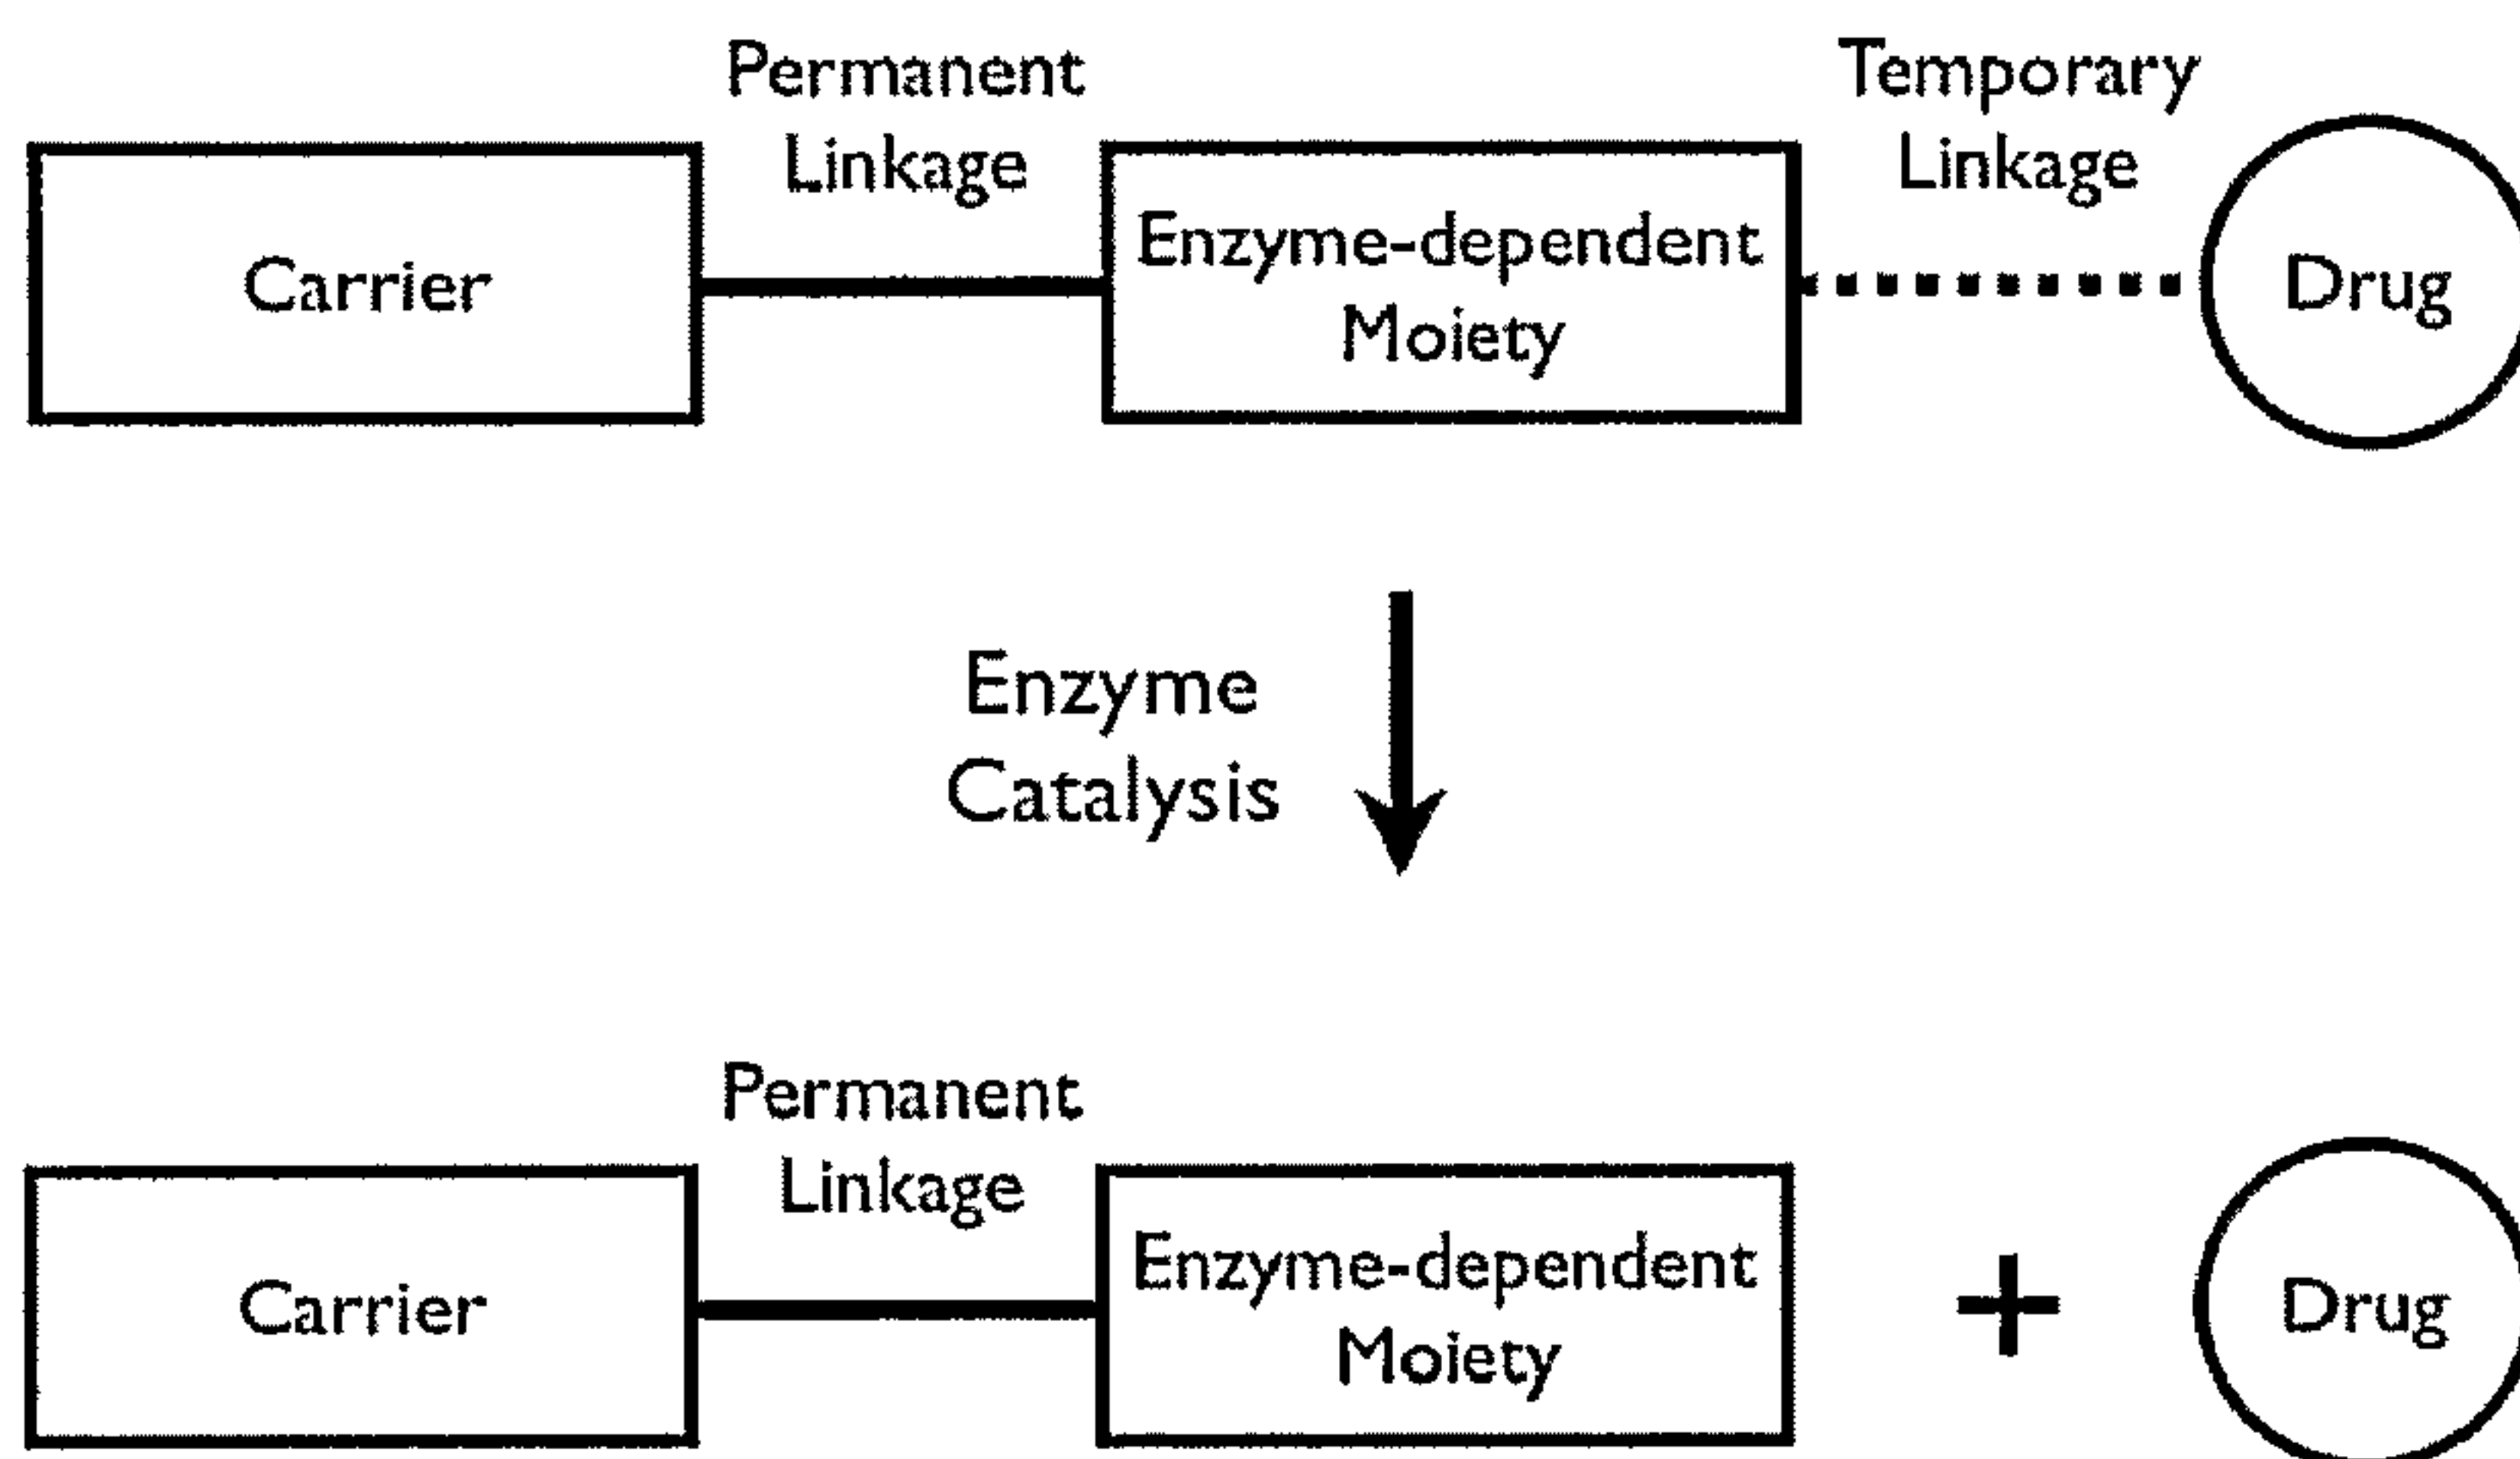 Permanent
Linkage
Temporary
Linkage
Carrier
Enzyme-dependent
Moiety
Drug
Enzyme
Catalysis
Permanent
Linkage
Carrier
Enzyme-dependent
Moiety
+
Drug